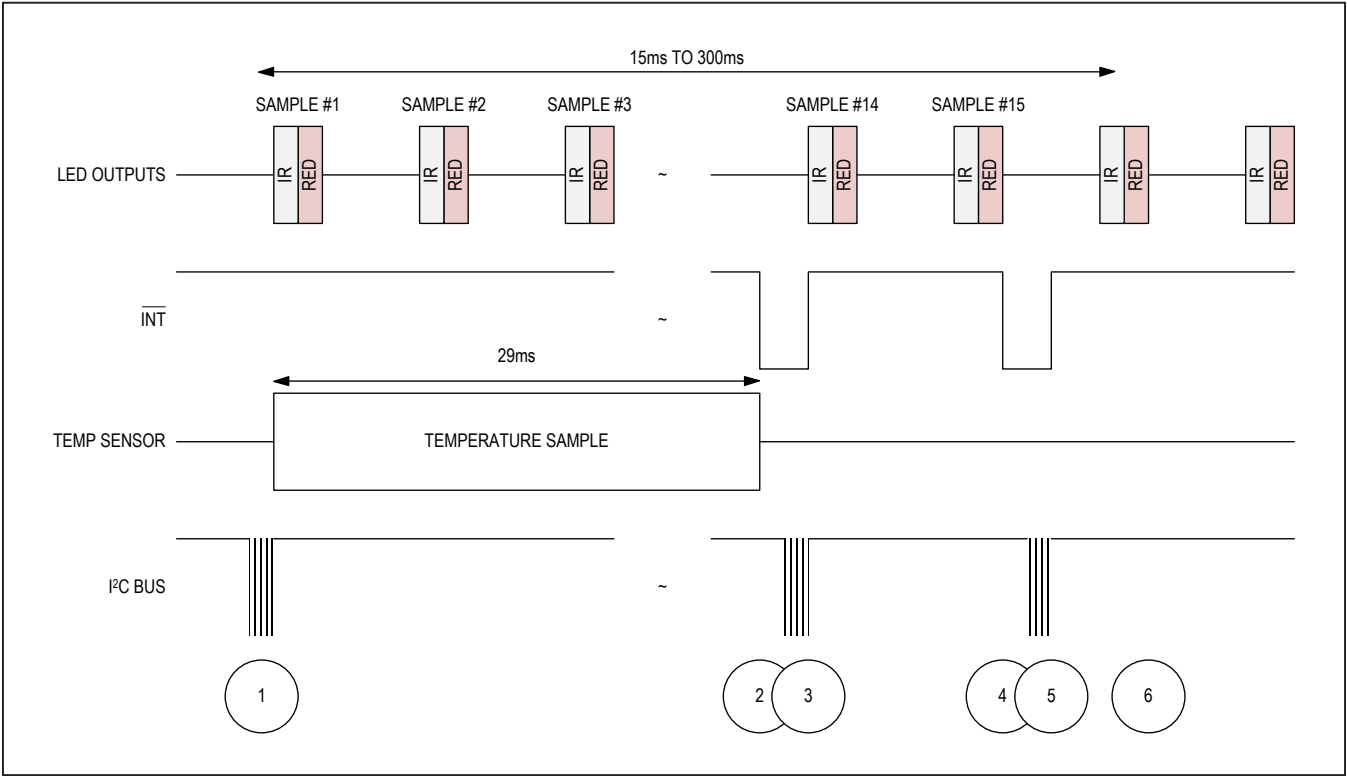 15ms TO 300ms
SAMPLE #1 SAMPLE #2 SAMPLE #3 SAMPLE #14 SAMPLE #15
LED OUTPUTS IR RED IR RED IR RED ~ IR RED IR RED IR RED IR RED
INT ~
29ms
TEMP SENSOR TEMPERATURE SAMPLE
I²C BUS ~
1 2 3 4 5 6